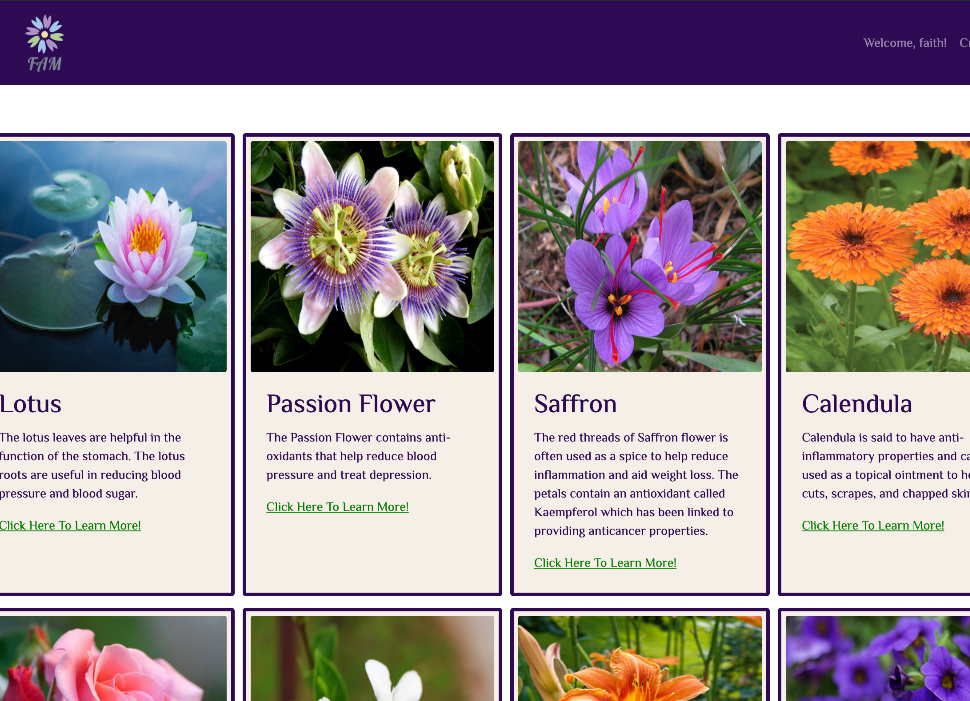 FAM
Welcome, faith!
Lotus
The lotus leaves are helpful in the
function of the stomach. The lotus
roots are useful in reducing blood
pressure and blood sugar.
Click Here To Learn More!
Passion Flower
The Passion Flower contains anti-
oxidants that help reduce blood
pressure and treat depression.
Click Here To Learn More!
Saffron
The red threads of Saffron flower is
often used as a spice to help reduce
inflammation and aid weight loss. The
petals contain an antioxidant called
Kaempferol which has been linked to
providing anticancer properties.
Click Here To Learn More!
Calendula
Calendula is said to have anti-
inflammatory properties and
used as a topical ointment to
cuts, scrapes, and chapped
Click Here To Learn More!